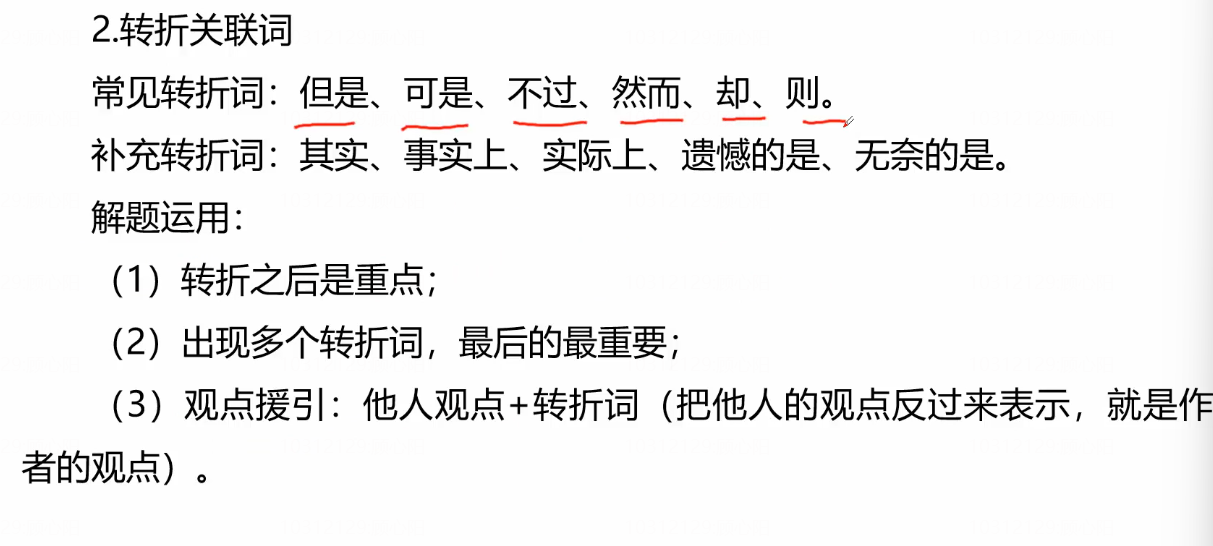 2.转折关联词
常见转折词：但是、可是、不过、然而、却、则。
补充转折词：其实、事实上、实际上、遗憾的是、无奈的是。
解题运用：
（1）转折之后是重点；
（2）出现多个转折词，最后的最重要；
（3）观点援引：他人观点+转折词（把他人的观点反过来表示，就是作
者的观点）。